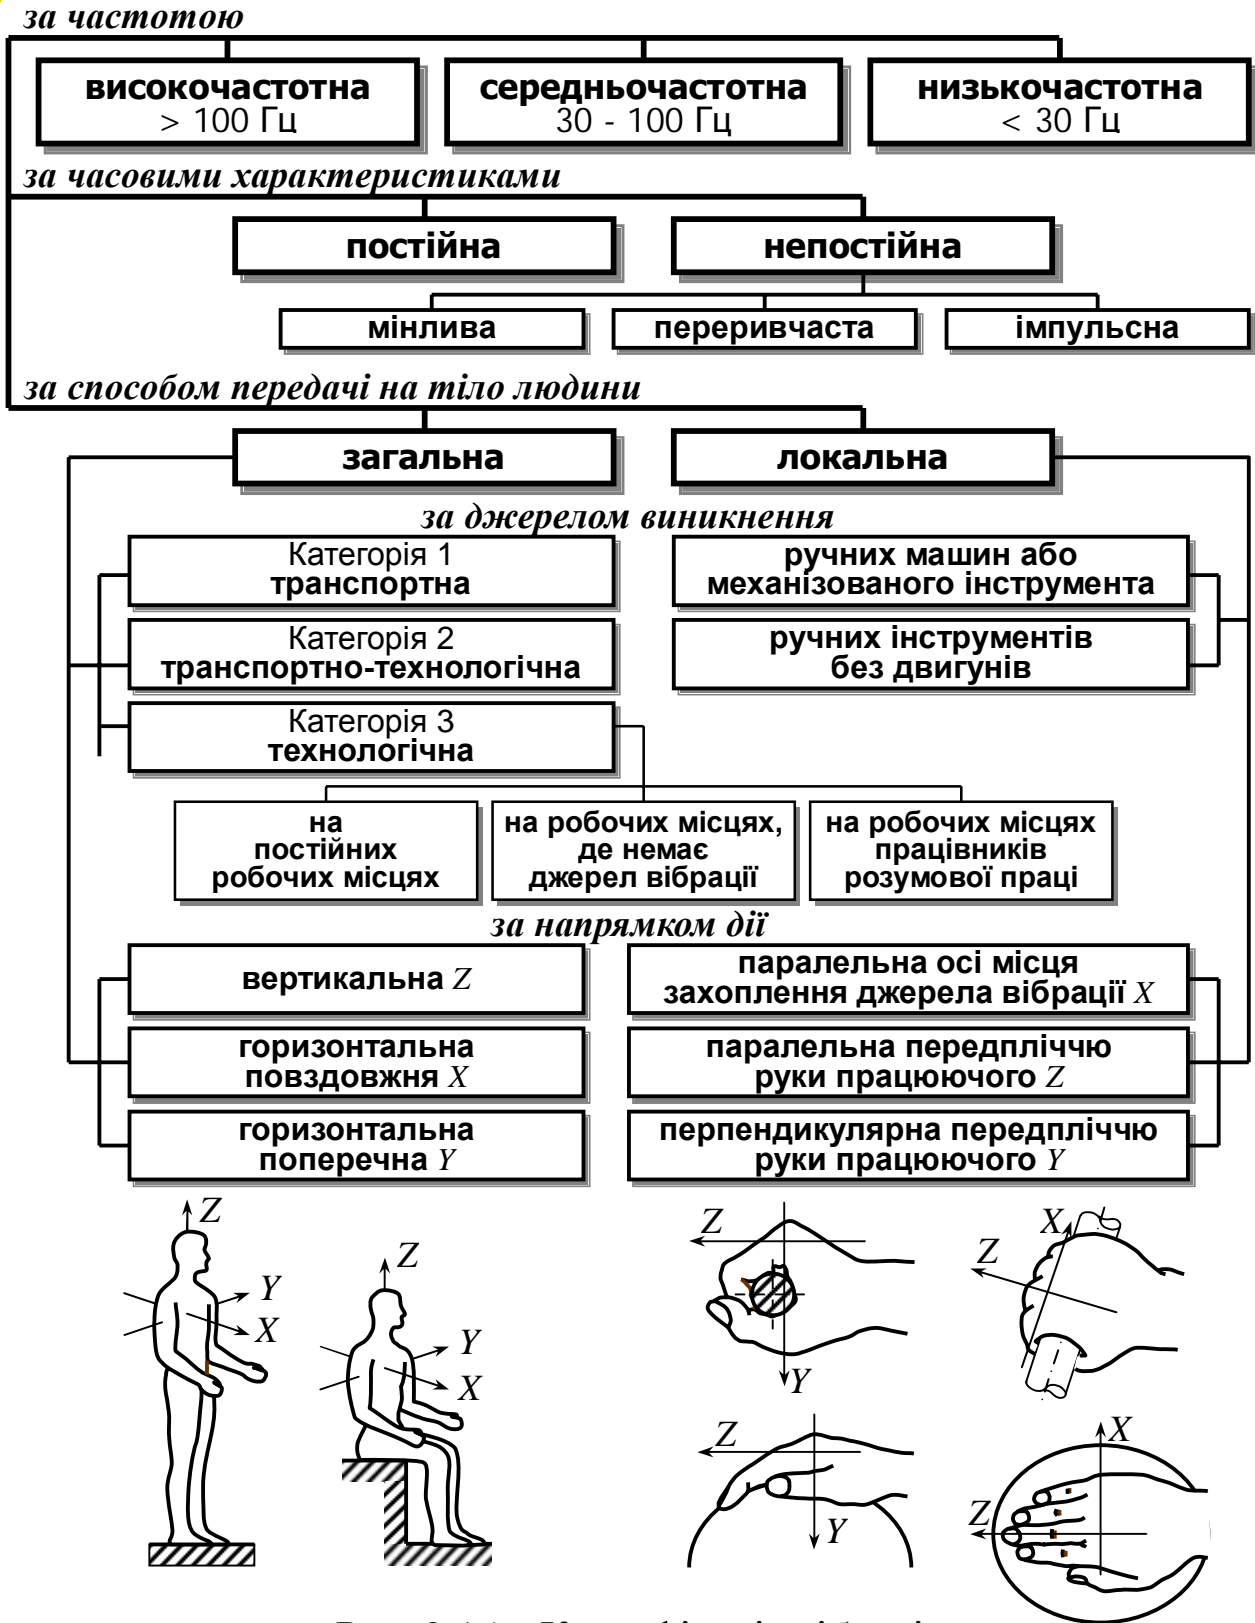 за частотою
високочастотна
> 100 Гц
середньочастотна
30 - 100 Гц
низькочастотна
< 30 Гц
за часовими характеристиками
постійна
непостійна
мінлива
переривчаста
імпульсна
за способом передачі на тіло людини
загальна
локальна
за джерелом виникнення
Категорія 1
транспортна
ручних машин або
механізованого інструмента
Категорія 2
транспортно-технологічна
ручних інструментів
без двигунів
Категорія 3
технологічна
на
постійних
робочих місцях
на робочих місцях,
де немає
джерел вібрації
на робочих місцях
працівників
розумової праці
за напрямком дії
вертикальна Z
паралельна осі місця
захоплення джерела вібрації X
горизонтальна
повздовжня X
паралельна передпліччю
руки працюючого Z
горизонтальна
поперечна Y
перпендикулярна передпліччю
руки працюючого Y
Z
Y
X
Z
Y
X
Z
Y
X
Z
Z
Y
X
Z